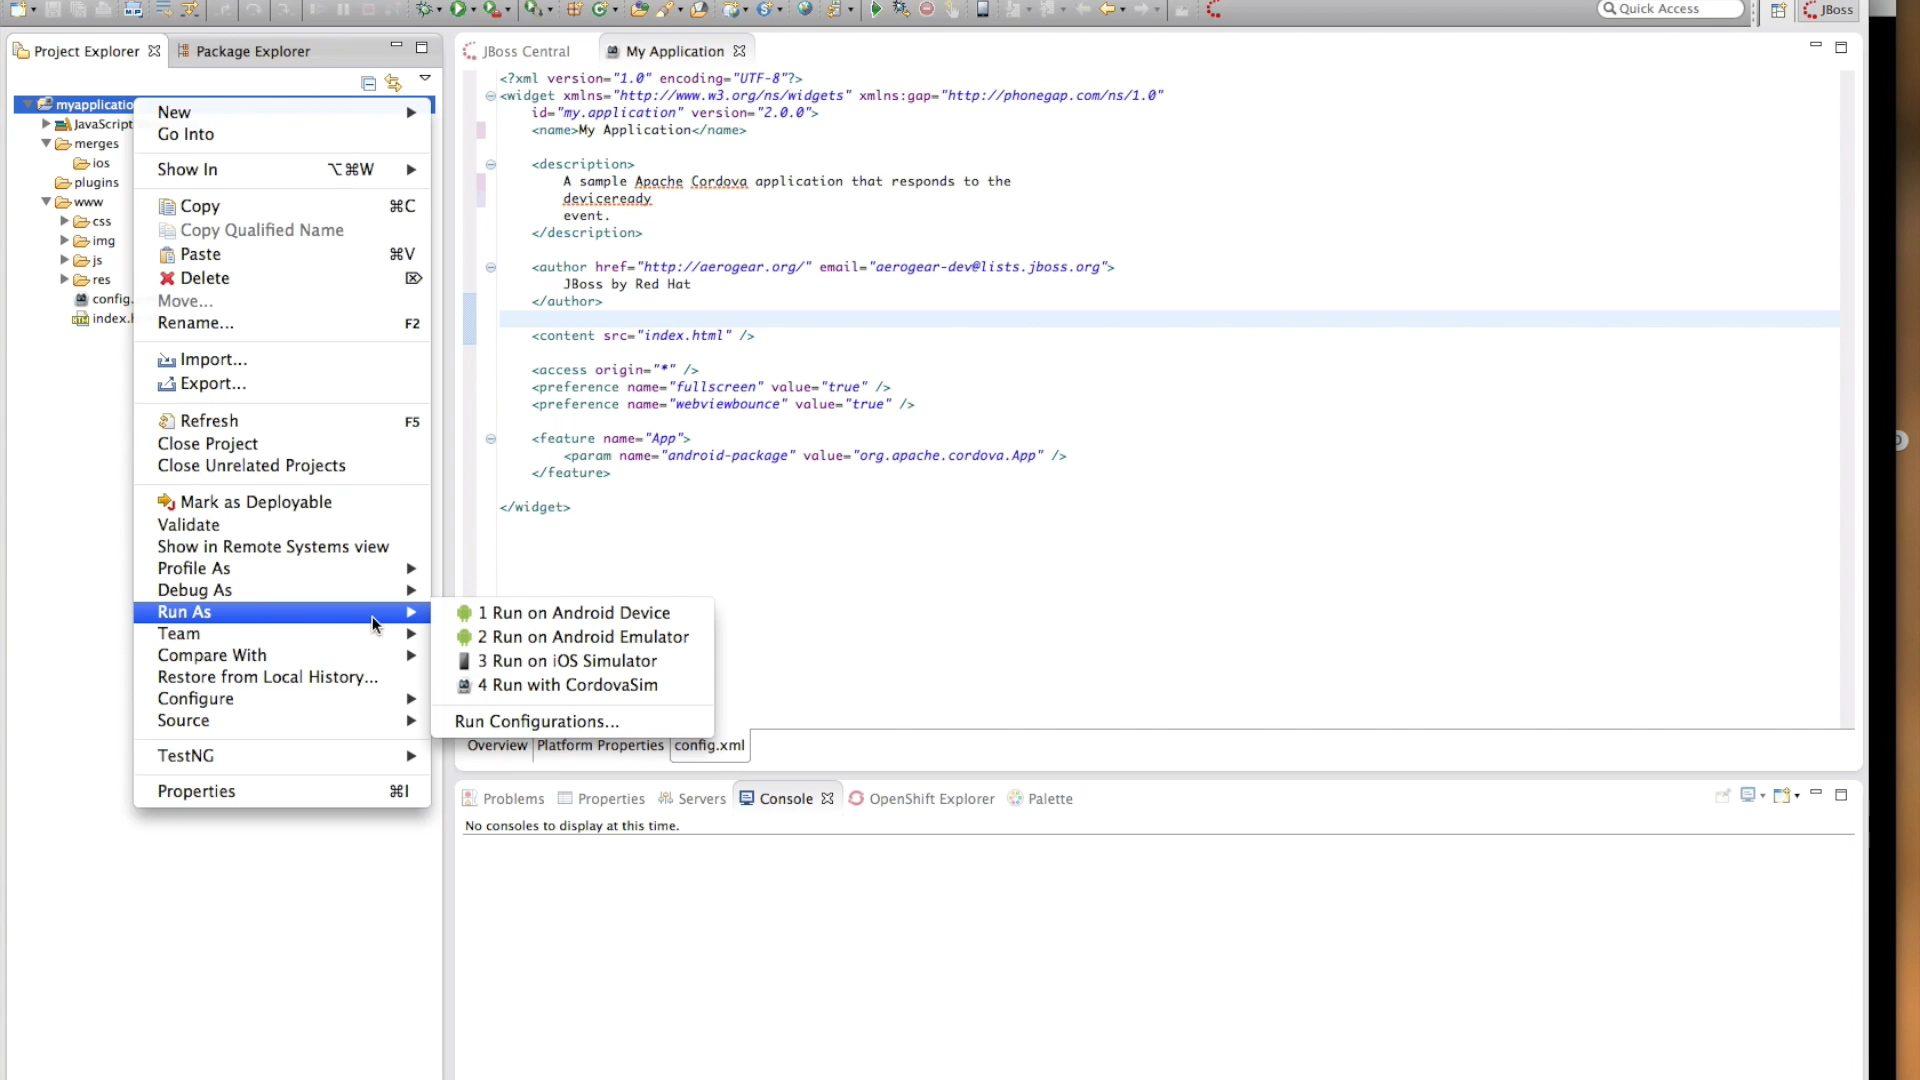 Quick Access
JBoss
Project Explorer
Package Explorer
JBoss Central
My Application
myapplicatio
JavaScript
merges
ios
plugins
www
css
img
js
res
config.
index.h
New
Go Into
Show In ⌥⌘W
Copy ⌘C
Copy Qualified Name
Paste ⌘V
Delete ⌦
Move...
Rename... F2
Import...
Export...
Refresh F5
Close Project
Close Unrelated Projects
Mark as Deployable
Validate
Show in Remote Systems view
Profile As
Debug As
Run As
Team
Compare With
Restore from Local History...
Configure
Source
TestNG
Properties ⌘I
1 Run on Android Device
2 Run on Android Emulator
3 Run on iOS Simulator
4 Run with CordovaSim
Run Configurations...
<?xml version="1.0" encoding="UTF-8"?>
<widget xmlns="http://www.w3.org/ns/widgets" xmlns:gap="http://phonegap.com/ns/1.0"
id="my.application" version="2.0.0">
<name>My Application</name>
<description>
A sample Apache Cordova application that responds to the
deviceready
event.
</description>
<author href="http://aerogear.org/" email="aerogear-dev@lists.jboss.org">
JBoss by Red Hat
</author>
<content src="index.html" />
<access origin="*" />
<preference name="fullscreen" value="true" />
<preference name="webviewbounce" value="true" />
<feature name="App">
<param name="android-package" value="org.apache.cordova.App" />
</feature>
</widget>
Overview
Platform Properties
config.xml
Problems
Properties
Servers
Console
OpenShift Explorer
Palette
No consoles to display at this time.